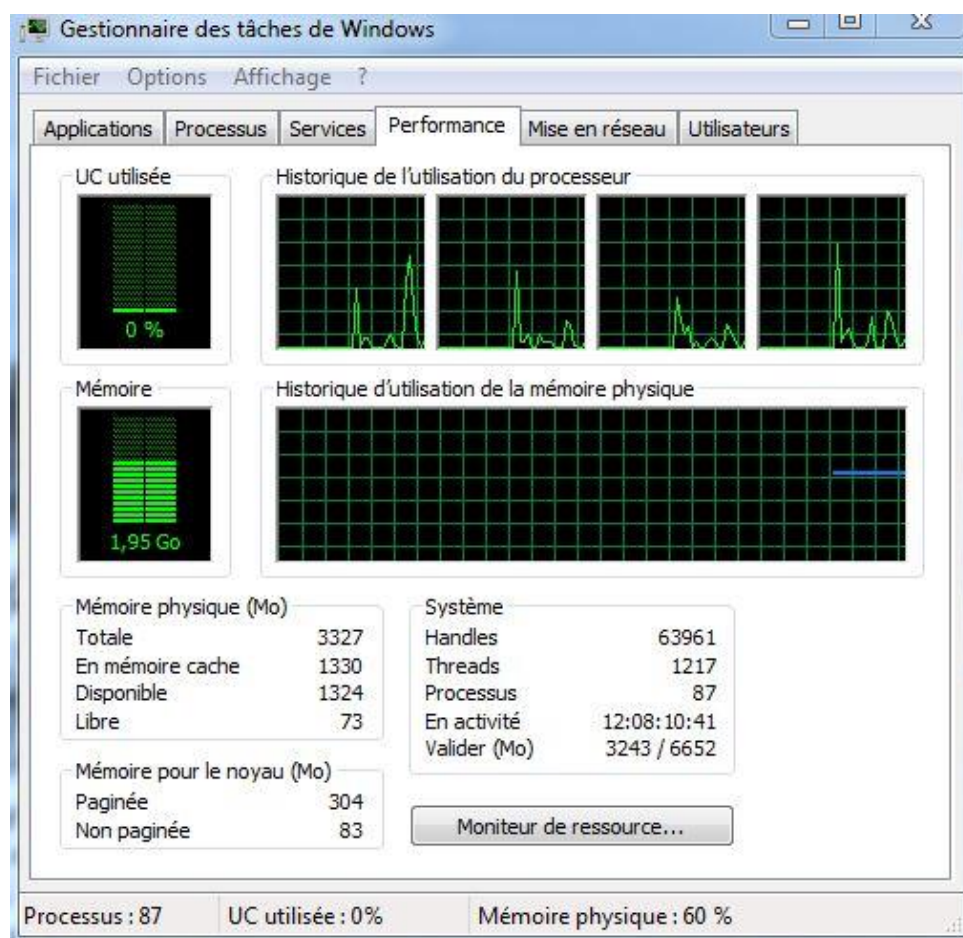 Gestionnaire des tâches de Windows
Fichier Options Affichage ?
Applications Processus Services Performance Mise en réseau Utilisateurs
UC utilisée
0 %
Historique de l'utilisation du processeur
Mémoire
1,95 Go
Historique d'utilisation de la mémoire physique
Mémoire physique (Mo)
Totale 3327
En mémoire cache 1330
Disponible 1324
Libre 73
Mémoire pour le noyau (Mo)
Paginée 304
Non paginée 83
Système
Handles 63961
Threads 1217
Processus 87
En activité 12:08:10:41
Valider (Mo) 3243 / 6652
Moniteur de ressource...
Processus : 87 UC utilisée : 0% Mémoire physique : 60 %